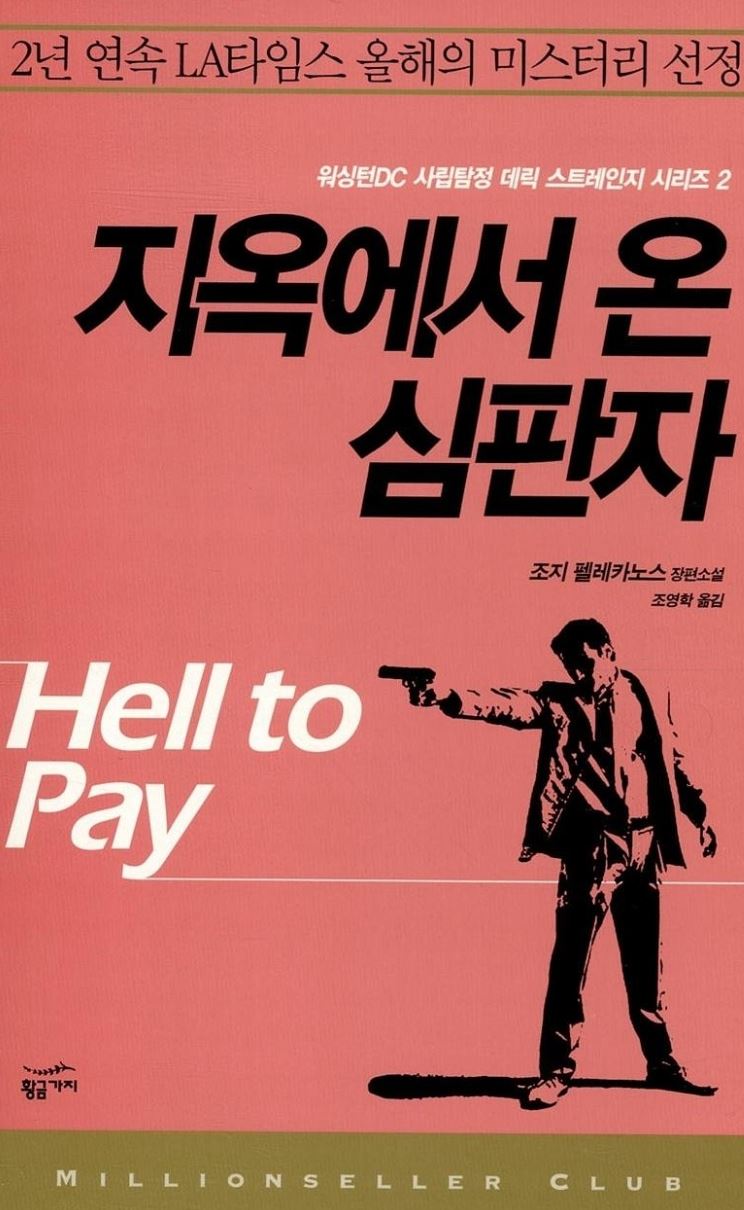 2년 연속 LA타임스 올해의 미스터리 선정
워싱턴DC 사립탐정 데릭 스트레인지 시리즈 2
지옥에서 온
심판자
조지 펠레카노스 장편소설
조영학 옮김
Hell to
Pay
황금가지
MILLIONSELLER CLUB